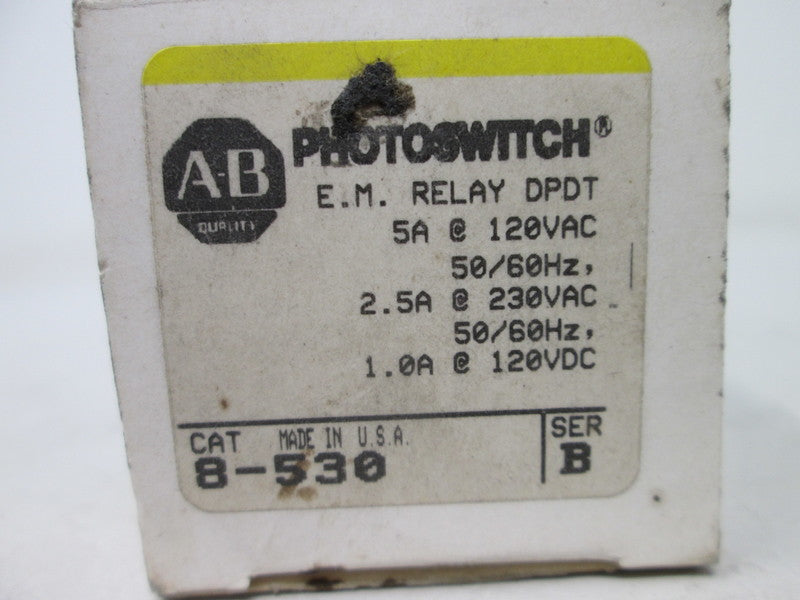 A-B
QUALITY
PHOTOSWITCH®
E.M. RELAY DPDT
5A @ 120VAC
50/60Hz,
2.5A @ 230VAC
50/60Hz,
1.0A @ 120VDC
CAT MADE IN U.S.A.
8-530
SER
B